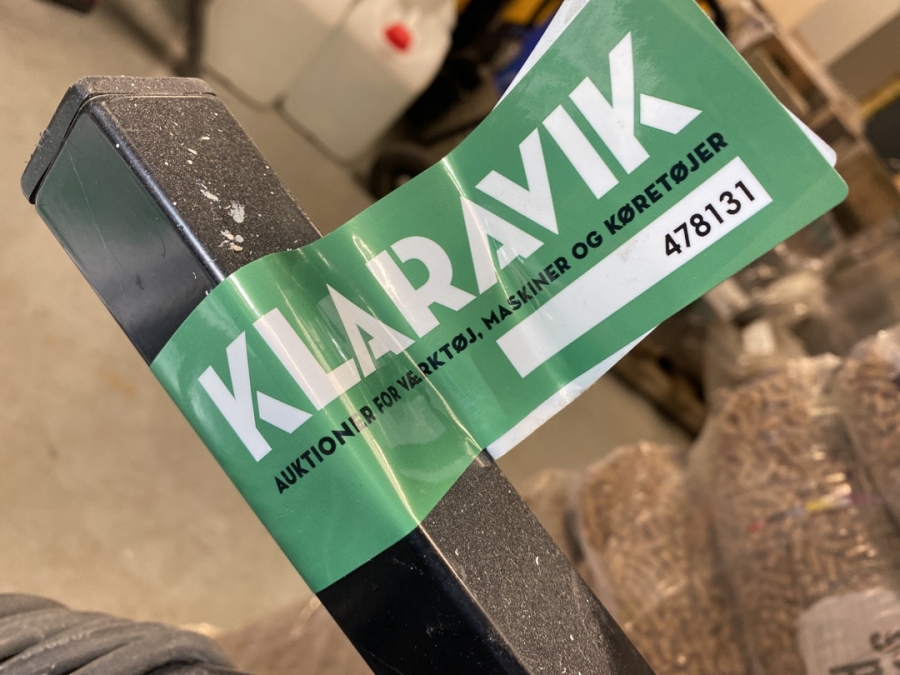 KLARAVIK
AUKTIONER FOR VÆRKTØJ, MASKINER OG KØRETØJER
478131